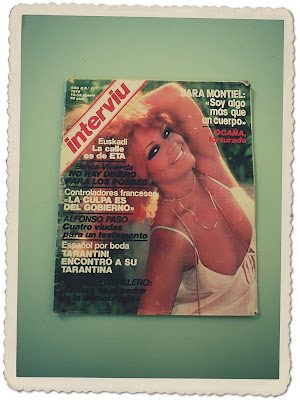 interviu
SARA MONTIEL:
«Soy algo
más que
un cuerpo»
OCAÑA,
torturado
Euskadi
La calle
es de ETA
NO HAY DINERO
PARA LOS POBRES
Controladores franceses:
«LA CULPA ES
DEL GOBIERNO»
ALFONSO PASO
Cuatro viudas
para un testamento
Español por boda
TARANTINI
ENCONTRÓ A SU
TARANTINA